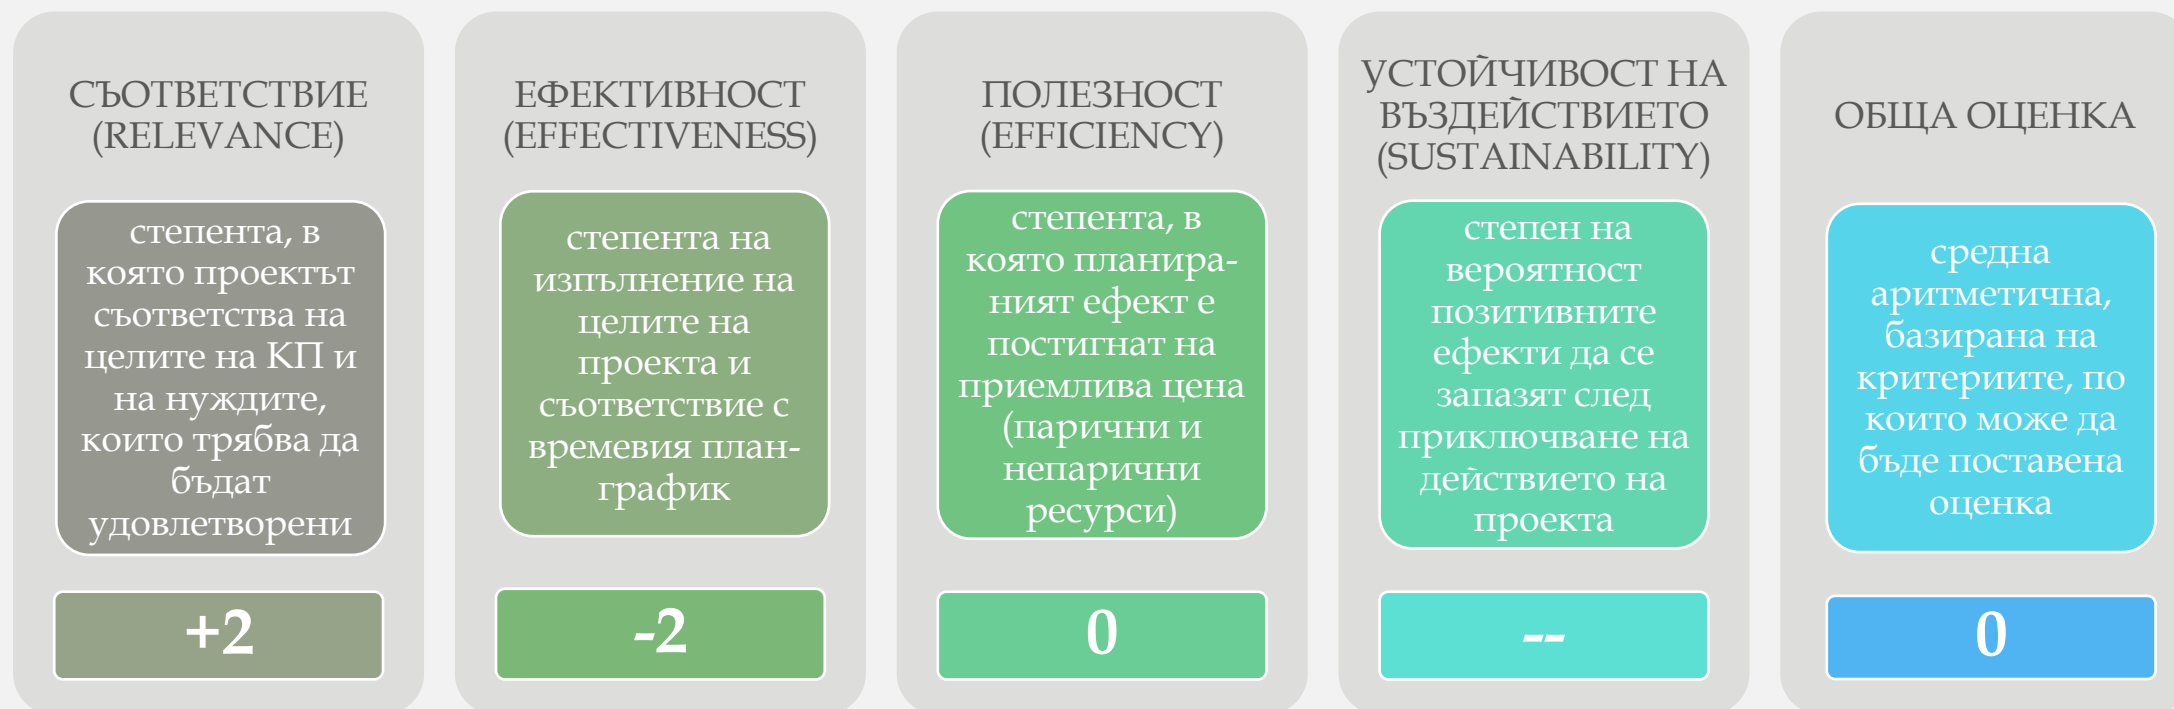 СЪОТВЕТСТВИЕ
(RELEVANCE)
степента, в
която проектът
съответства на
целите на КП и
на нуждите,
които трябва да
бъдат
удовлетворени
+2
ЕФЕКТИВНОСТ
(EFFECTIVENESS)
степента на
изпълнение на
целите на
проекта и
съответствие с
времевия план-
график
-2
ПОЛЕЗНОСТ
(EFFICIENCY)
степента, в
която планира-
ният ефект е
постигнат на
приемлива цена
(парични и
непарични
ресурси)
0
УСТОЙЧИВОСТ НА
ВЪЗДЕЙСТВИЕТО
(SUSTAINABILITY)
степен на
вероятност
позитивните
ефекти да се
запазят след
приключване на
действието на
проекта
--
ОБЩА ОЦЕНКА
средна
аритметична,
базирана на
критериите, по
които може да
бъде поставена
оценка
0